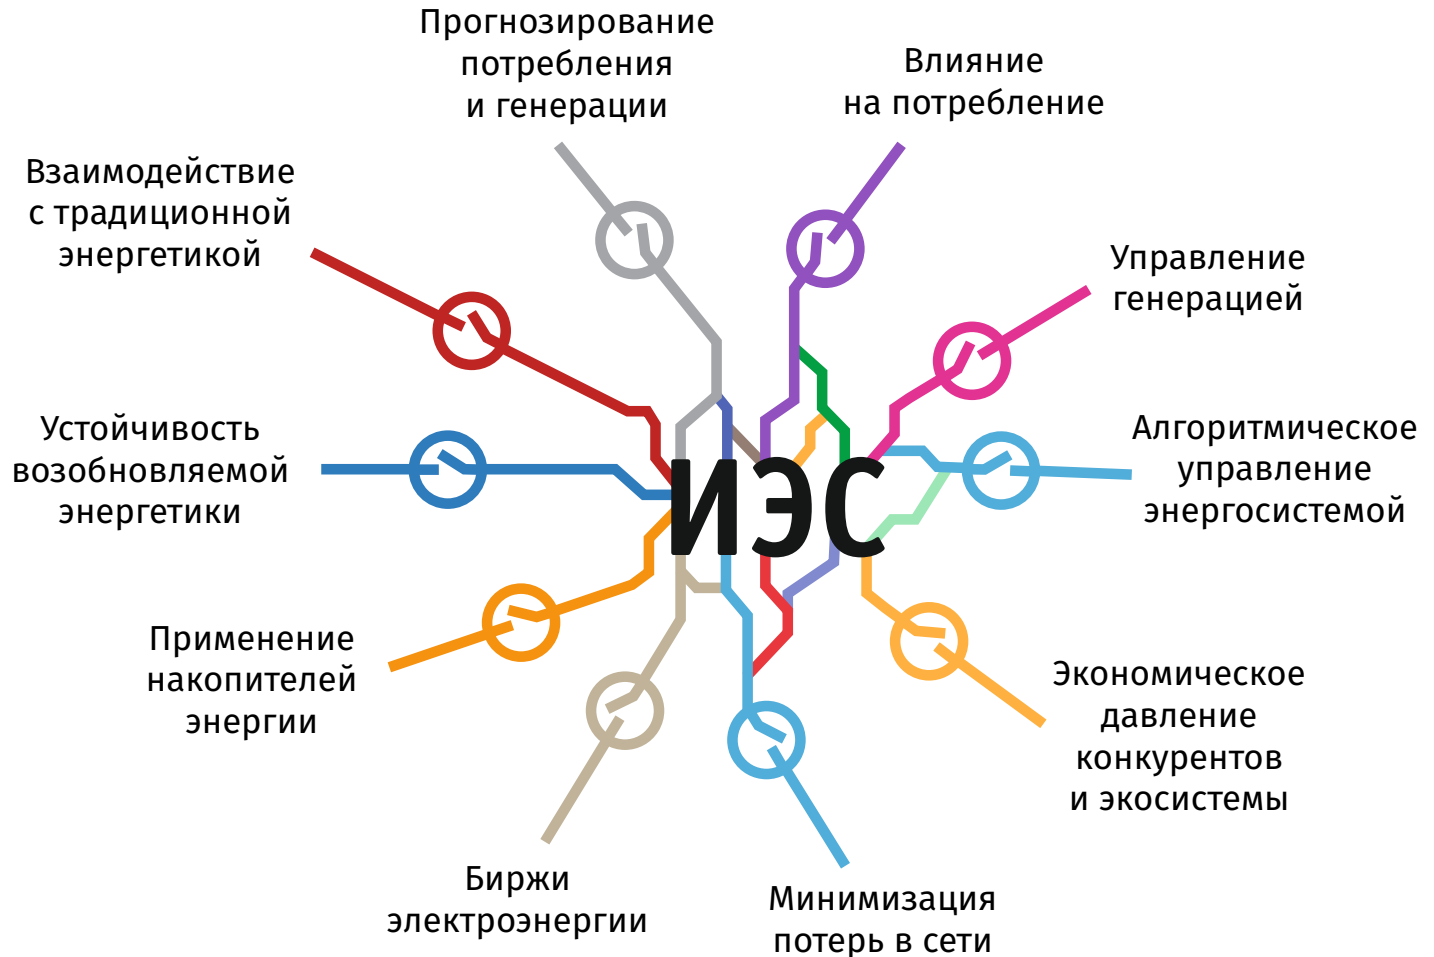 Прогнозирование
потребления
и генерации
Влияние
на потребление
Взаимодействие
с традиционной
энергетикой
Управление
генерацией
Устойчивость
возобновляемой
энергетики
ИЭС
Алгоритмическое
управление
энергосистемой
Применение
накопителей
энергии
Экономическое
давление
конкурентов
и экосистемы
Биржи
электроэнергии
Минимизация
потерь в сети